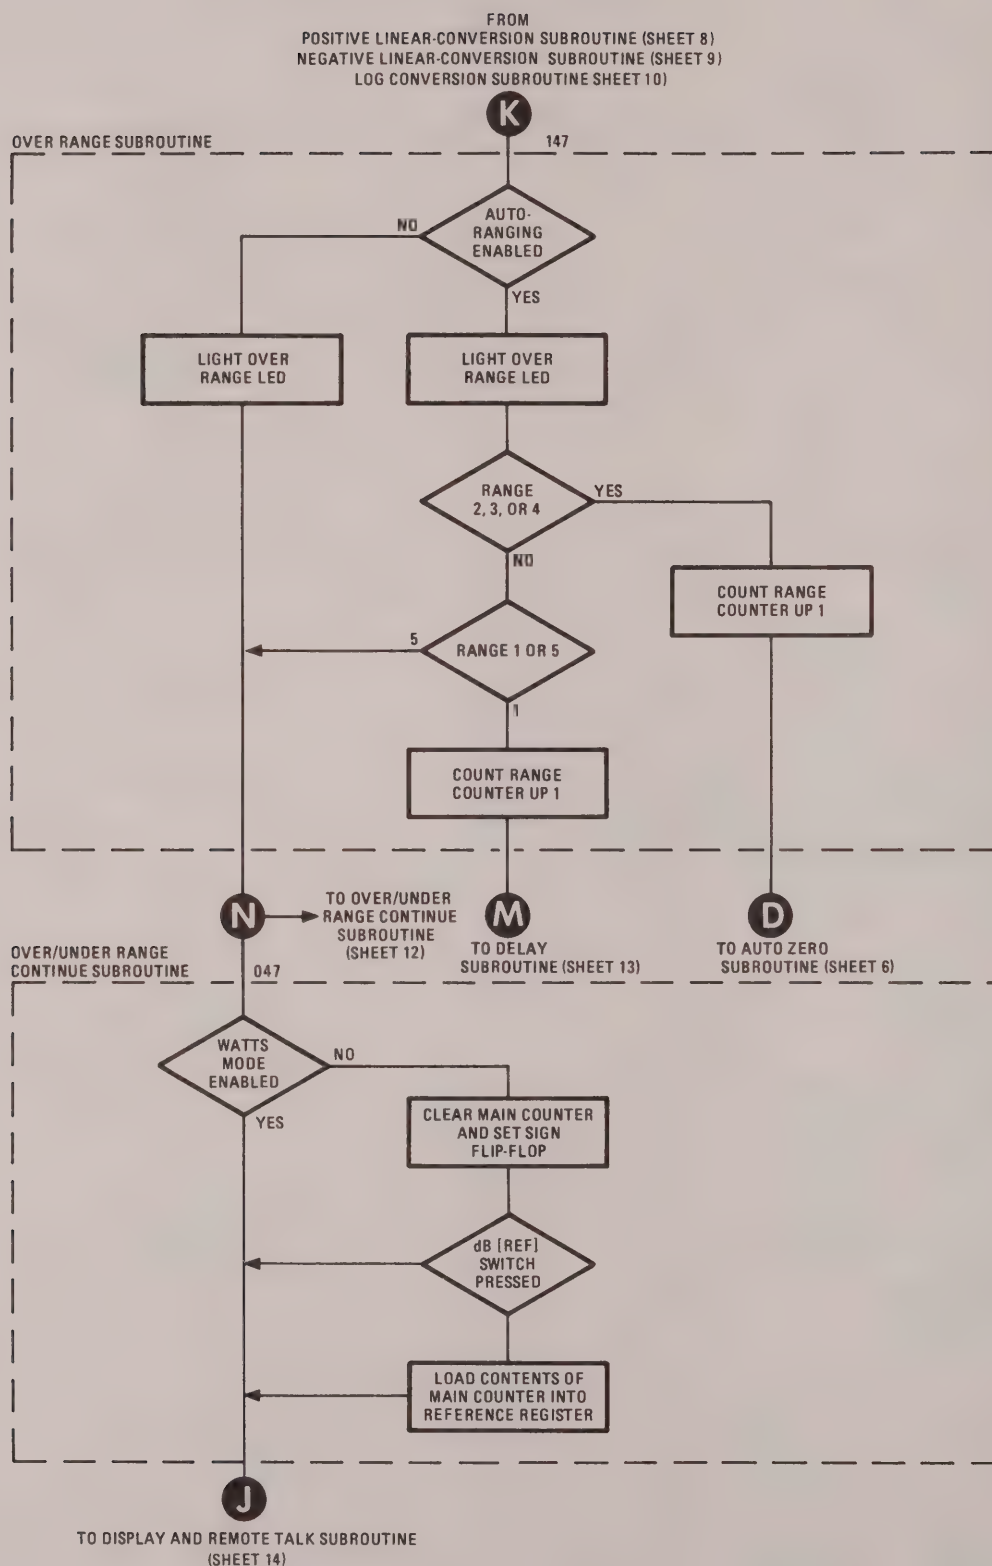 FROM
POSITIVE LINEAR-CONVERSION SUBROUTINE (SHEET 8)
NEGATIVE LINEAR-CONVERSION SUBROUTINE (SHEET 9)
LOG CONVERSION SUBROUTINE SHEET 10)
K
OVER RANGE SUBROUTINE
147
AUTO-
RANGING
ENABLED
NO
YES
LIGHT OVER
RANGE LED
LIGHT OVER
RANGE LED
RANGE
2, 3, OR 4
YES
NO
COUNT RANGE
COUNTER UP 1
RANGE 1 OR 5
5
1
COUNT RANGE
COUNTER UP 1
N
TO OVER/UNDER
RANGE CONTINUE
SUBROUTINE
(SHEET 12)
M
TO DELAY
SUBROUTINE (SHEET 13)
D
TO AUTO ZERO
SUBROUTINE (SHEET 6)
OVER/UNDER RANGE
CONTINUE SUBROUTINE
047
WATTS
MODE
ENABLED
NO
YES
CLEAR MAIN COUNTER
AND SET SIGN
FLIP-FLOP
dB [REF]
SWITCH
PRESSED
LOAD CONTENTS OF
MAIN COUNTER INTO
REFERENCE REGISTER
J
TO DISPLAY AND REMOTE TALK SUBROUTINE
(SHEET 14)